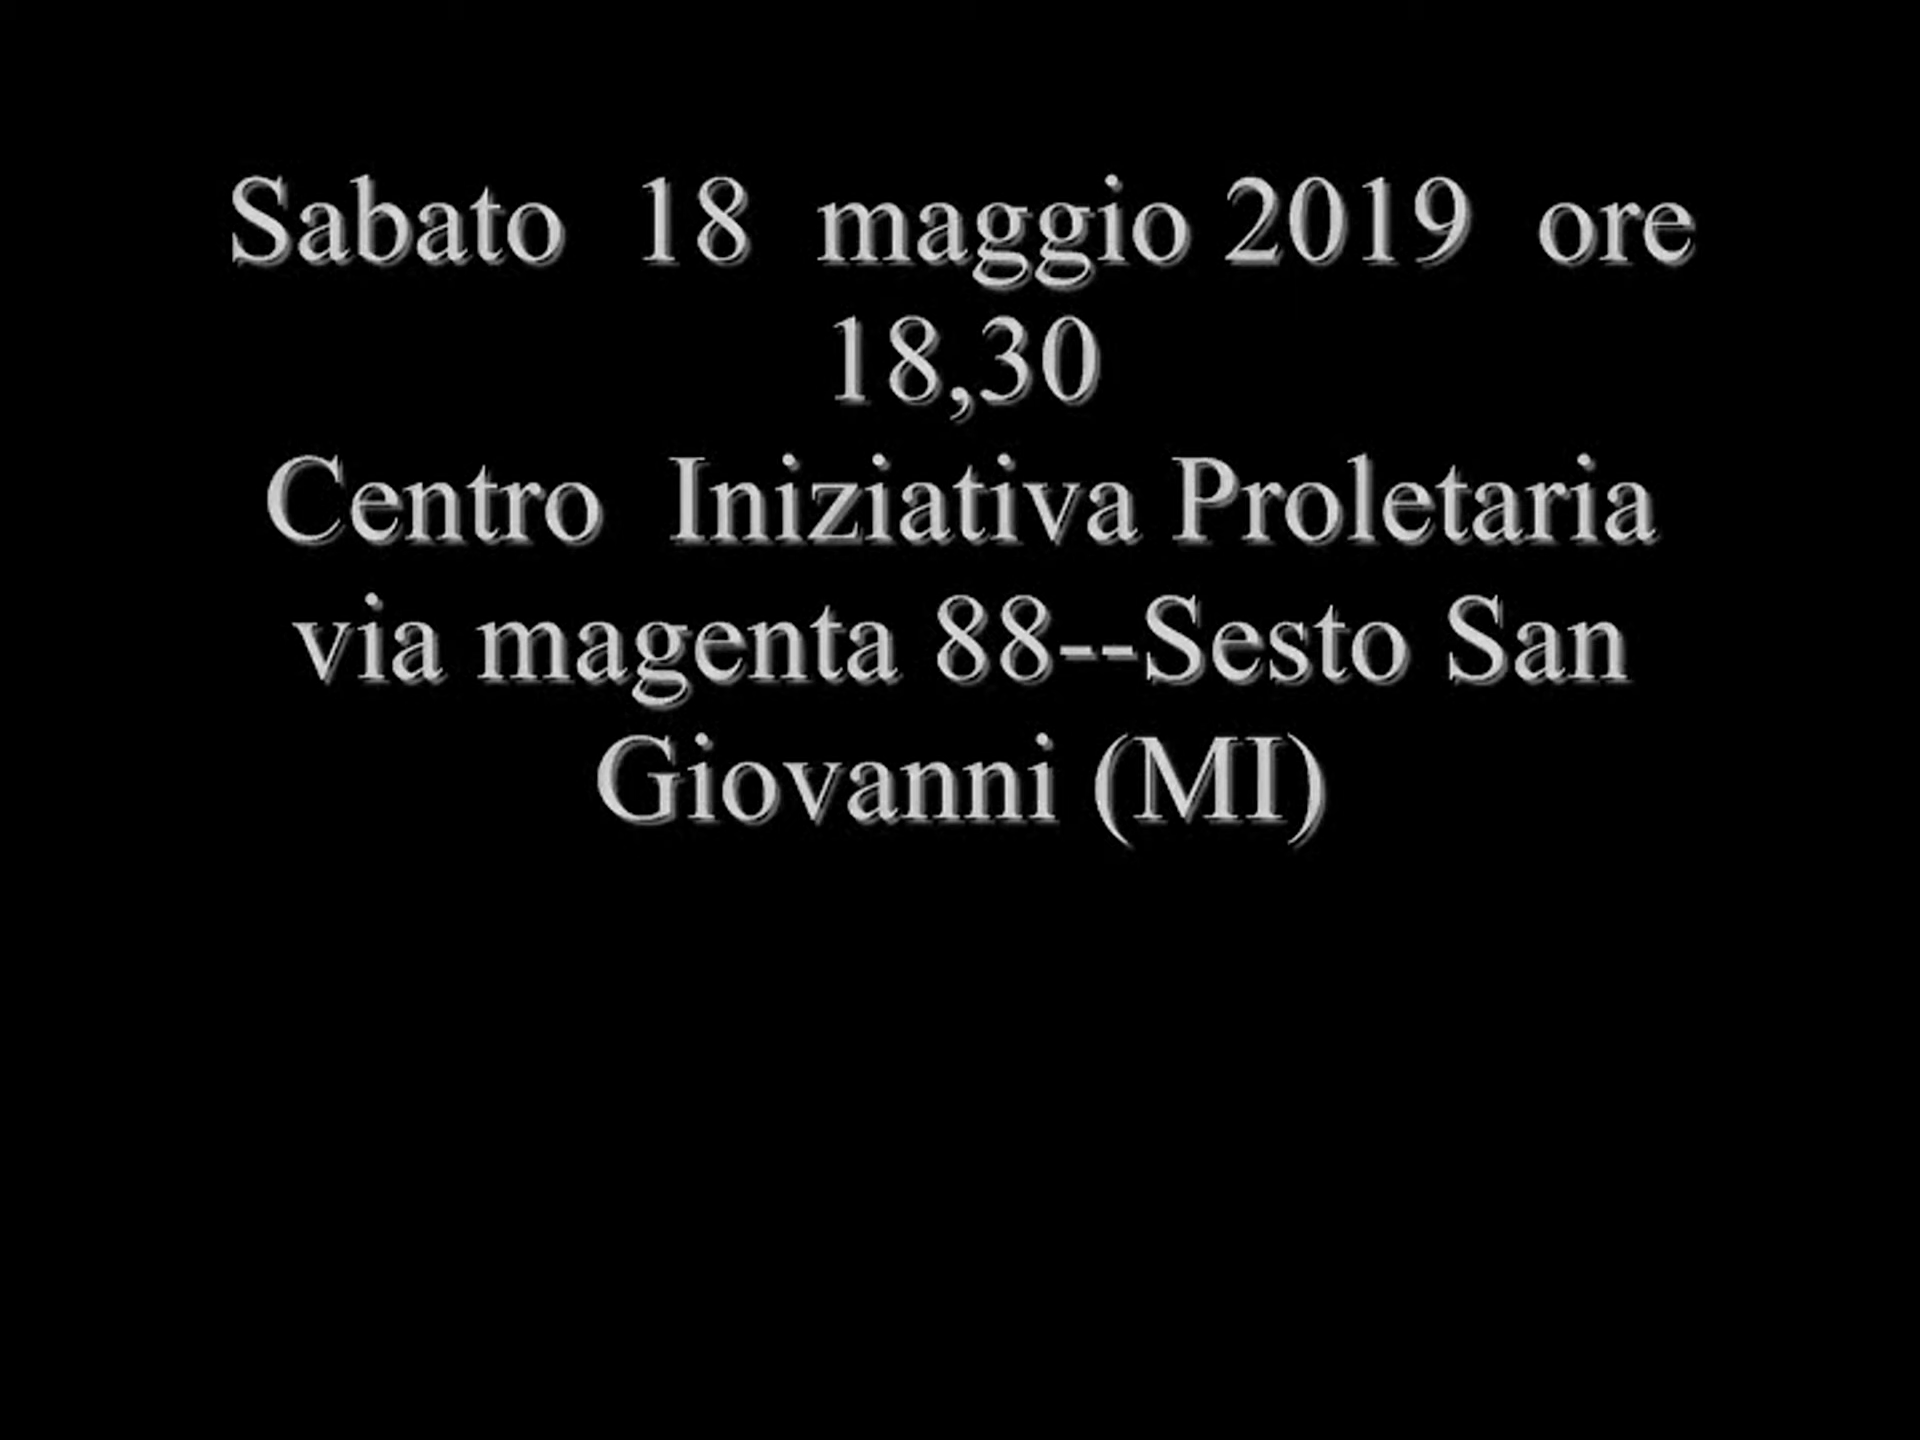 Sabato 18 maggio 2019 ore
18,30
Centro Iniziativa Proletaria
via magenta 88--Sesto San
Giovanni (MI)